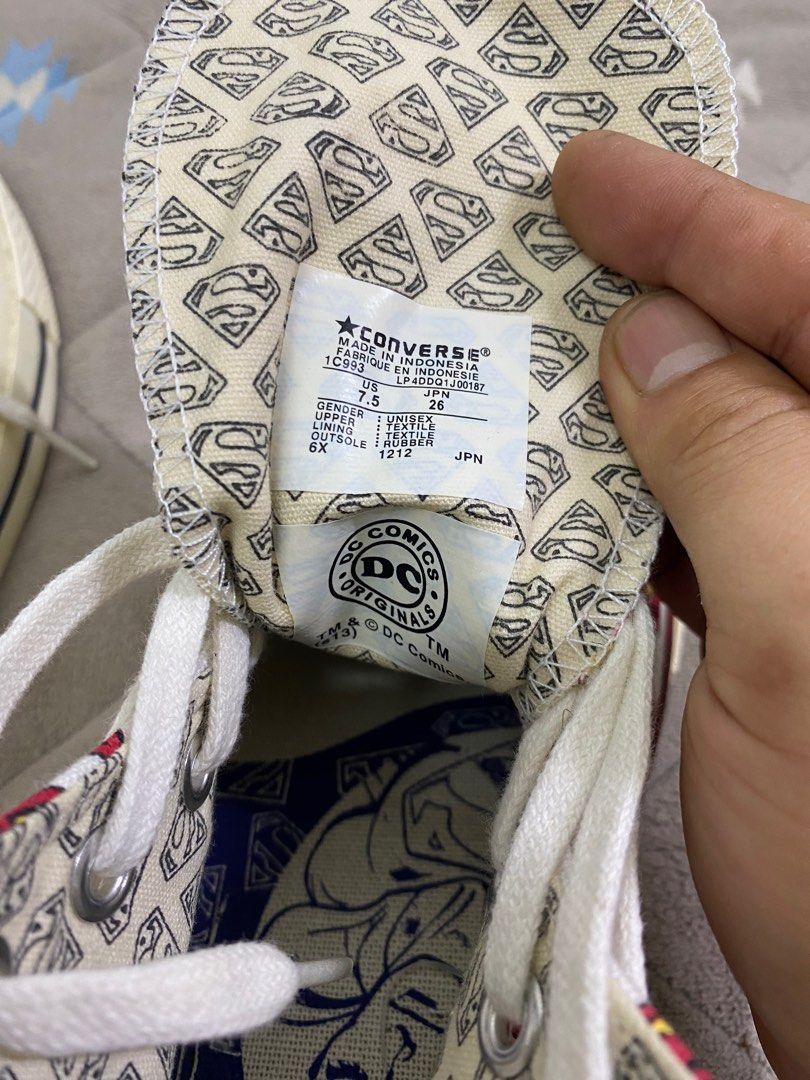 ★CONVERSE®
MADE IN INDONESIA
FABRIQUE EN INDONESIE
1C993 LP4DDQ1J00187
US JPN
7.5 26
GENDER : UNISEX
UPPER : TEXTILE
LINING : TEXTILE
OUTSOLE : RUBBER
6X 1212 JPN
DC COMICS
DC
ORIGINALS
TM
TM & © DC Comics
(s13)